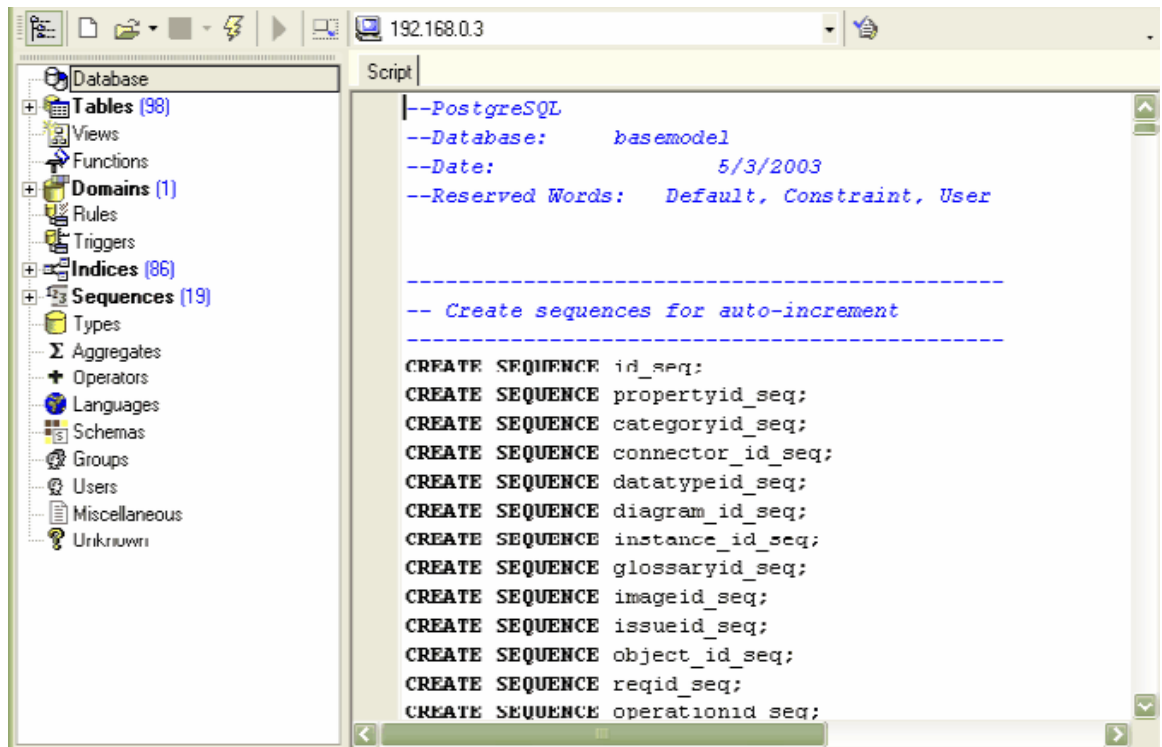 192.168.0.3
Database
Tables (98)
Views
Functions
Domains (1)
Rules
Triggers
Indices (86)
Sequences (19)
Types
Aggregates
Operators
Languages
Schemas
Groups
Users
Miscellaneous
Unknown
Script
--PostgreSQL
--Database: basemodel
--Date: 5/3/2003
--Reserved Words: Default, Constraint, User
----------------------------------------------
-- Create sequences for auto-increment
----------------------------------------------
CREATE SEQUENCE id_seq;
CREATE SEQUENCE propertyid_seq;
CREATE SEQUENCE categoryid_seq;
CREATE SEQUENCE connector_id_seq;
CREATE SEQUENCE datatypeid_seq;
CREATE SEQUENCE diagram_id_seq;
CREATE SEQUENCE instance_id_seq;
CREATE SEQUENCE glossaryid_seq;
CREATE SEQUENCE imageid_seq;
CREATE SEQUENCE issueid_seq;
CREATE SEQUENCE object_id_seq;
CREATE SEQUENCE reqid_seq;
CREATE SEQUENCE operationid_seq;